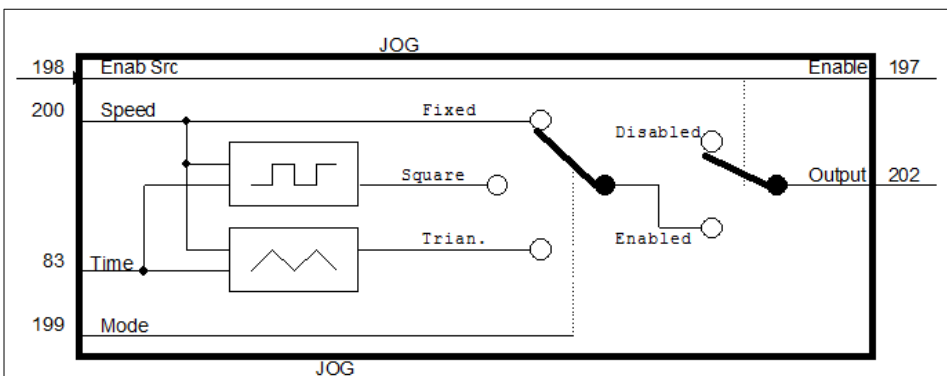 JOG
198 Enab Src Enable 197
200 Speed Fixed
Disabled
Square Output 202
Trian. Enabled
83 Time
199 Mode
JOG